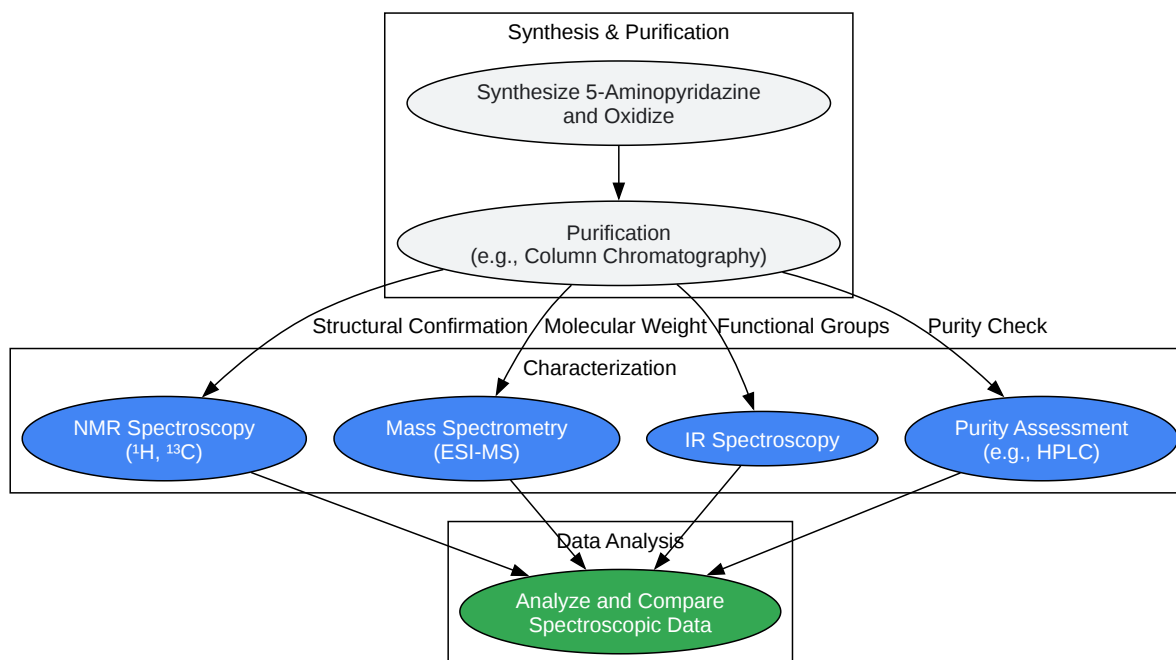 Synthesis & Purification
Synthesize 5-Aminopyridazine
and Oxidize
Purification
(e.g., Column Chromatography)
Structural Confirmation
Molecular Weight
Functional Groups
Purity Check
Characterization
NMR Spectroscopy
(¹H, ¹³C)
Mass Spectrometry
(ESI-MS)
IR Spectroscopy
Purity Assessment
(e.g., HPLC)
Data Analysis
Analyze and Compare
Spectroscopic Data